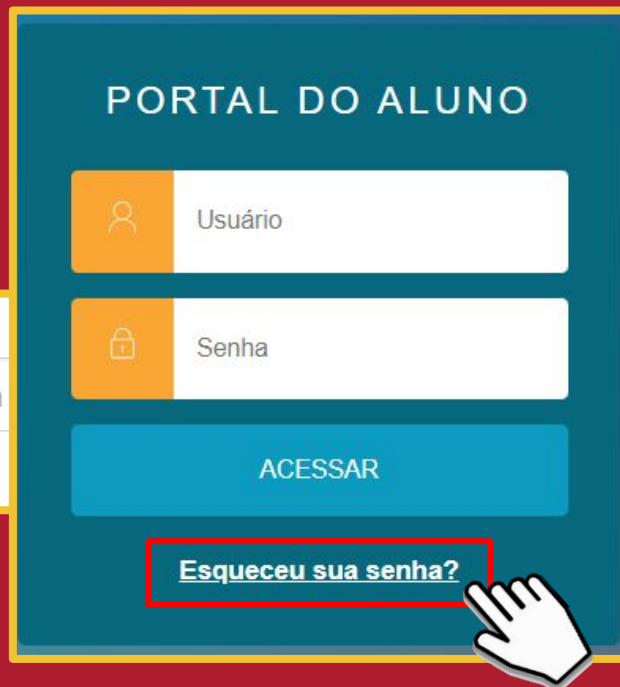 PORTAL DO ALUNO
Usuário
Senha
ACESSAR
Esqueceu sua senha?